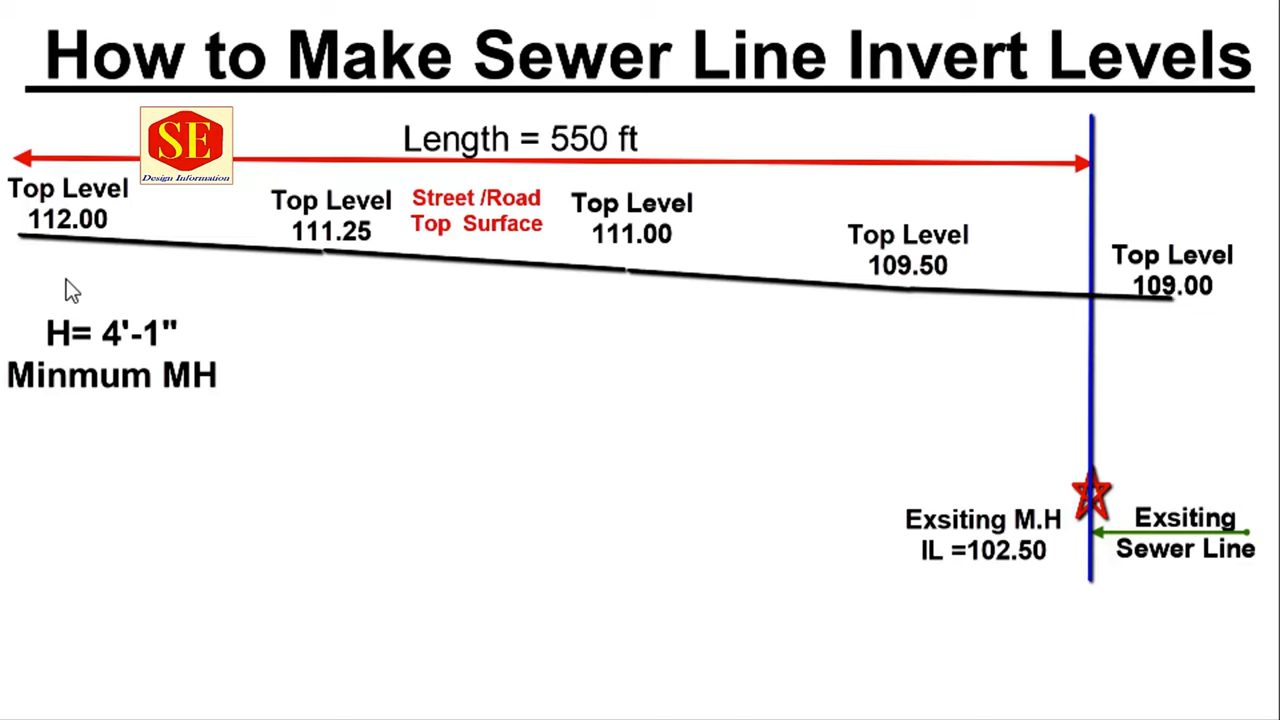 How to Make Sewer Line Invert Levels
Length = 550 ft
SE
Design Information
Top Level
112.00
Top Level
111.25
Street /Road
Top Surface
Top Level
111.00
Top Level
109.50
Top Level
109.00
H= 4'-1"
Minmum MH
Exsiting M.H
IL =102.50
Exsiting
Sewer Line